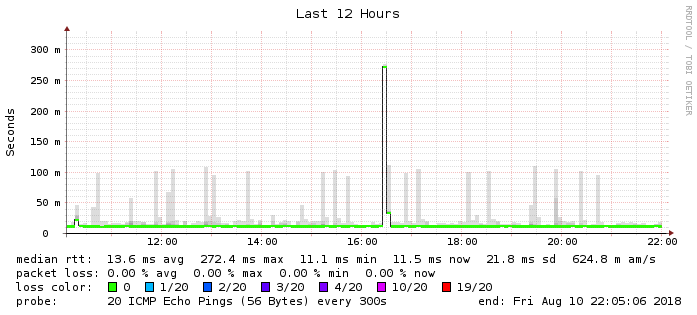 Last 12 Hours
RRDTOOL / TOBI OETIKER
Seconds
300 m
250 m
200 m
150 m
100 m
50 m
0
12:00 14:00 16:00 18:00 20:00 22:00
median rtt: 13.6 ms avg 272.4 ms max 11.1 ms min 11.5 ms now 21.8 ms sd 624.8 m am/s
packet loss: 0.00 % avg 0.00 % max 0.00 % min 0.00 % now
loss color: 0 1/20 2/20 3/20 4/20 10/20 19/20
probe: 20 ICMP Echo Pings (56 Bytes) every 300s end: Fri Aug 10 22:05:06 2018